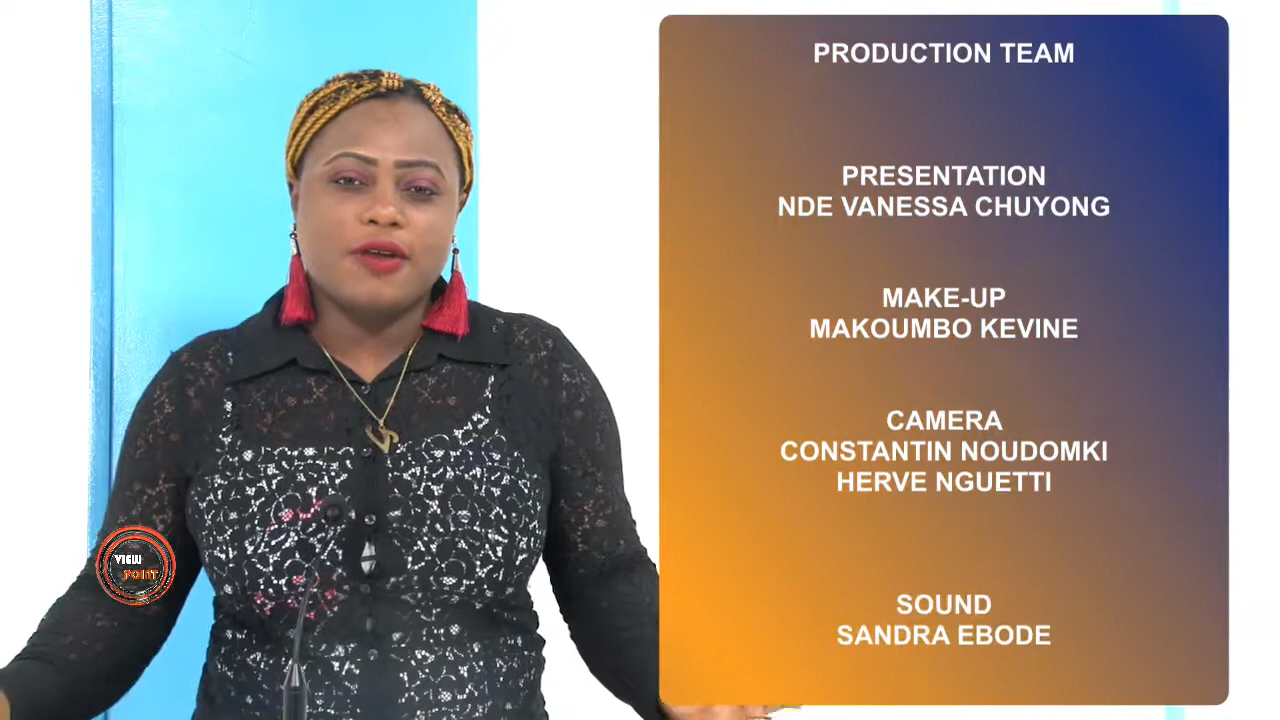 PRODUCTION TEAM
PRESENTATION
NDE VANESSA CHUYONG
MAKE-UP
MAKOUMBO KEVINE
CAMERA
CONSTANTIN NOUDOMKI
HERVE NGUETTI
SOUND
SANDRA EBODE
VIEW
POINT